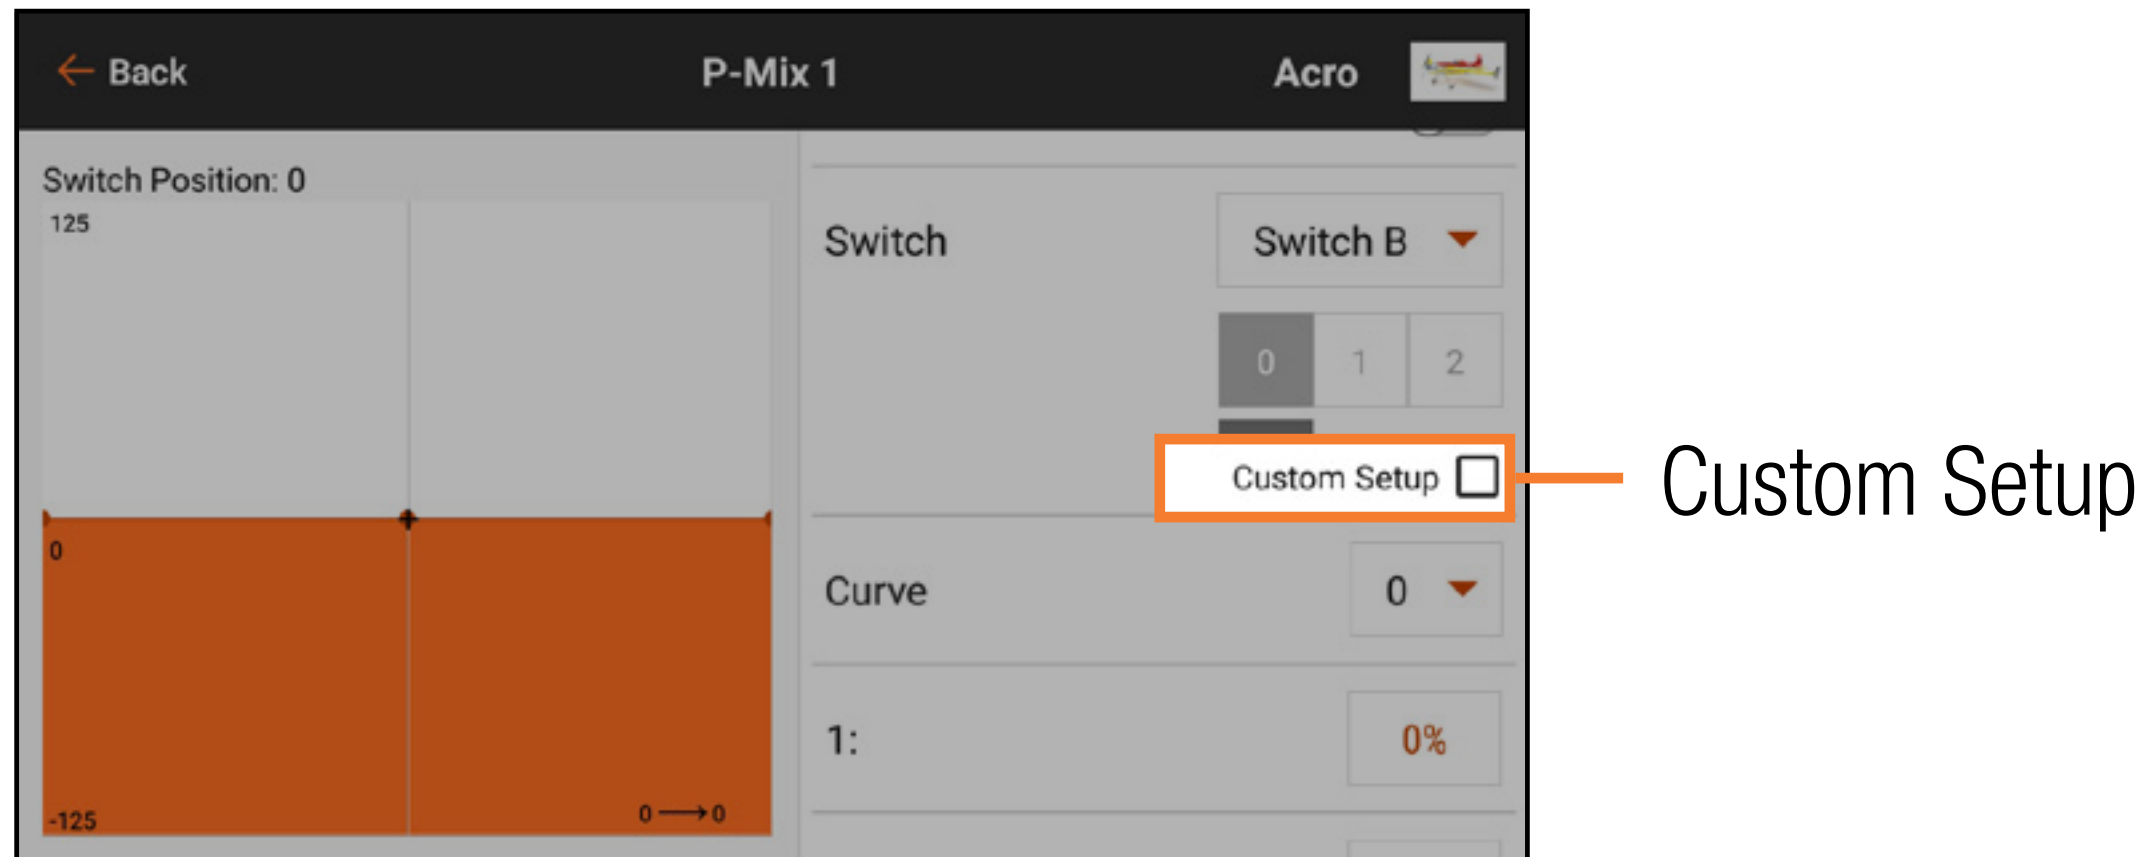 Back
P-Mix 1
Acro
Switch Position: 0
125
0
-125
0→0
Switch
Switch B
0 1 2
Custom Setup
Custom Setup
Curve
0
1:
0%